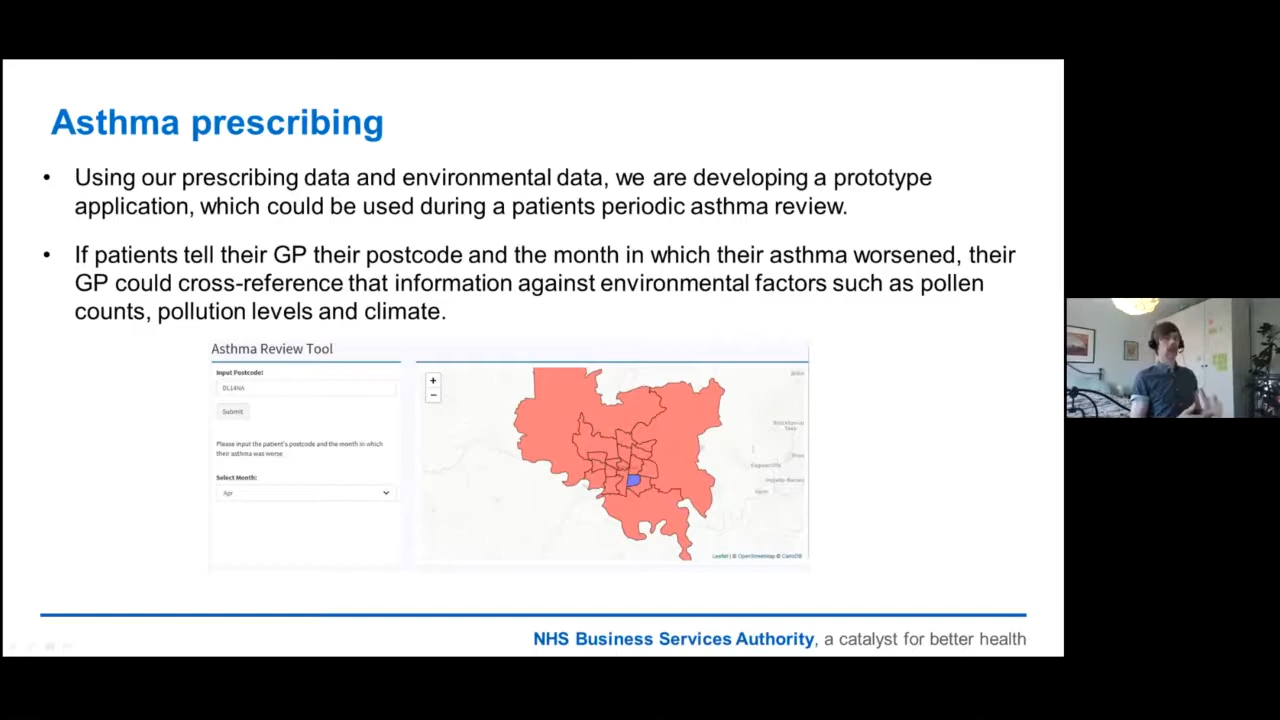 Asthma prescribing
• Using our prescribing data and environmental data, we are developing a prototype
application, which could be used during a patients periodic asthma review.
• If patients tell their GP their postcode and the month in which their asthma worsened, their
GP could cross-reference that information against environmental factors such as pollen
counts, pollution levels and climate.
Asthma Review Tool
Input Postcode:
DL14NA
Submit
Please input the patient's postcode and the month in which
their asthma was worse
Select Month:
Apr
+
−
Leaflet | © OpenStreetMap © CartoDB
NHS Business Services Authority, a catalyst for better health